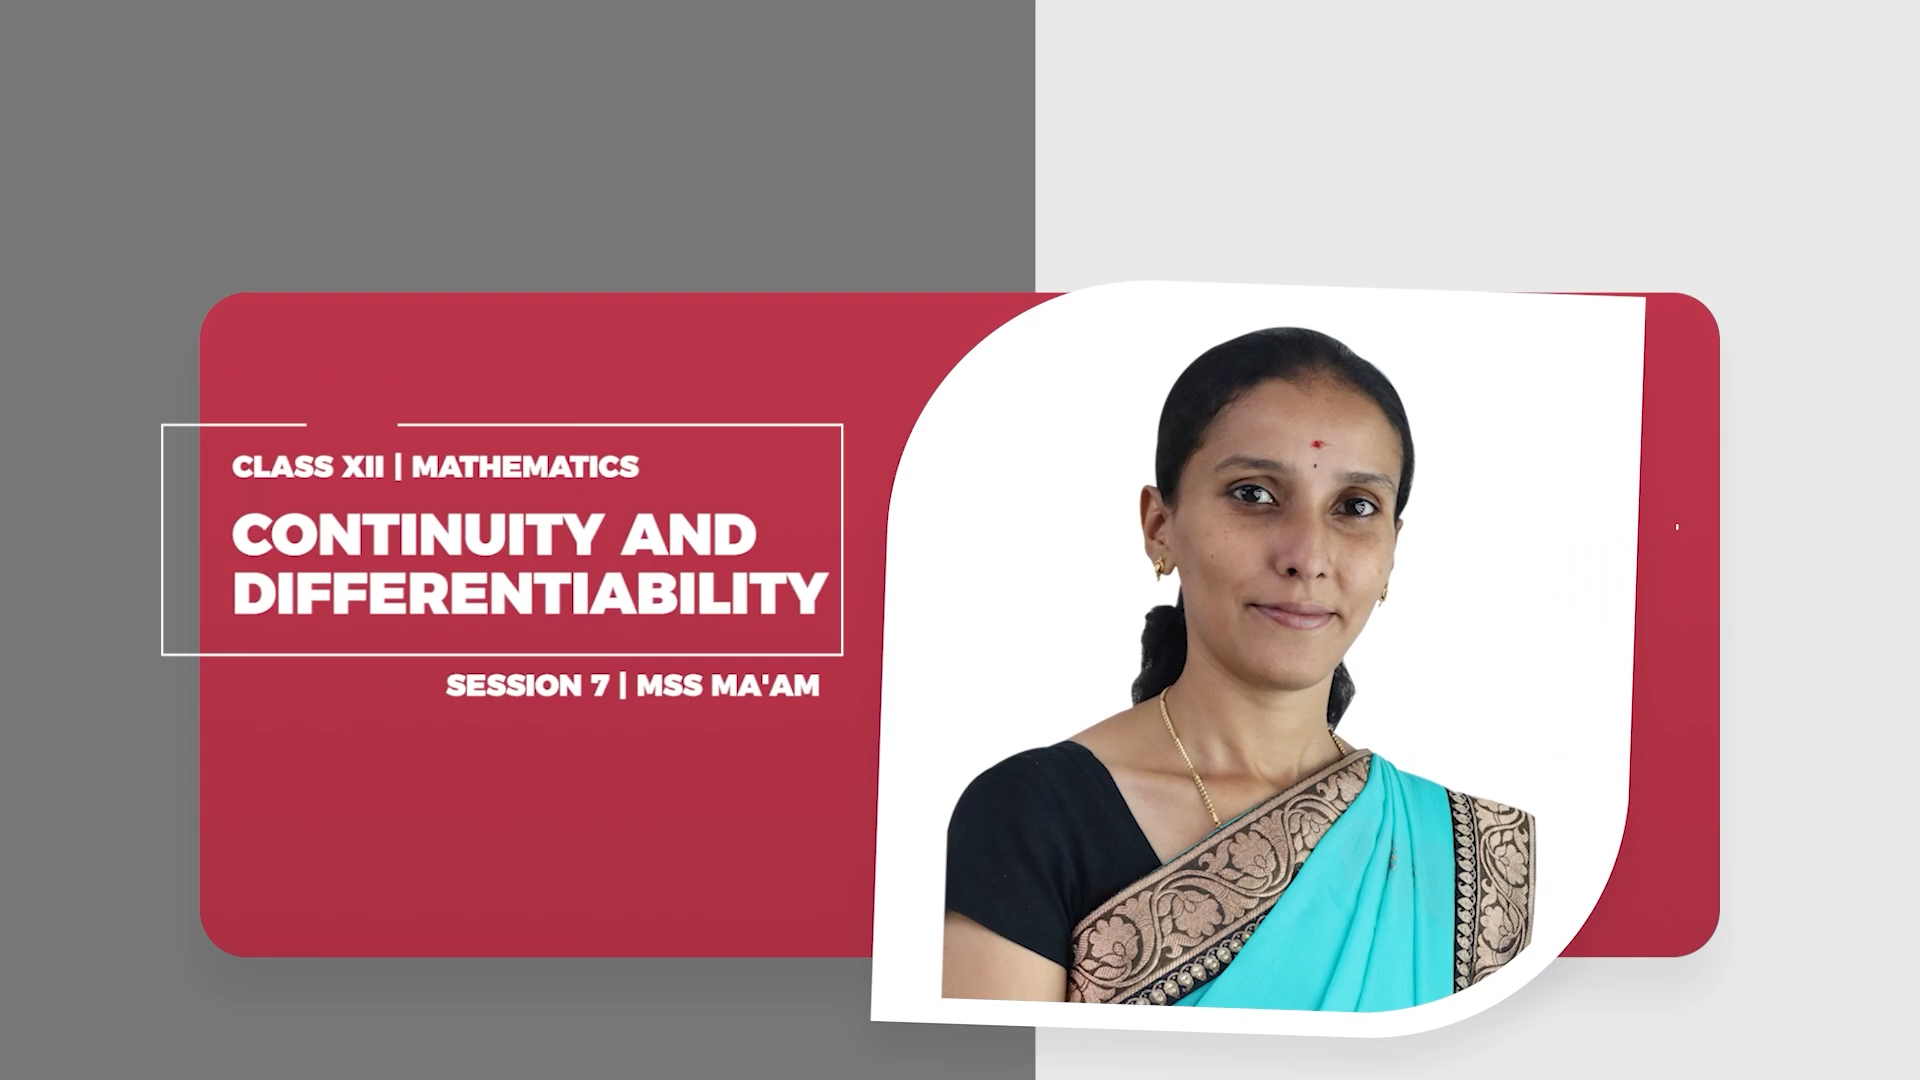 CLASS XII | MATHEMATICS
CONTINUITY AND
DIFFERENTIABILITY
SESSION 7 | MSS MA'AM